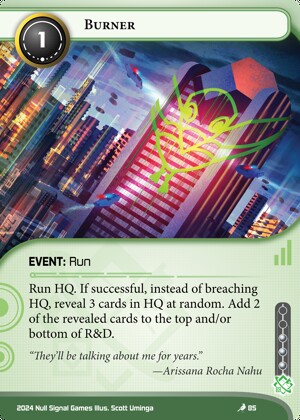 1
BURNER
EVENT: Run
Run HQ. If successful, instead of breaching
HQ, reveal 3 cards in HQ at random. Add 2
of the revealed cards to the top and/or
bottom of R&D.
“They’ll be talking about me for years.”
—Arissana Rocha Nahu
2024 Null Signal Games Illus. Scott Uminga
85